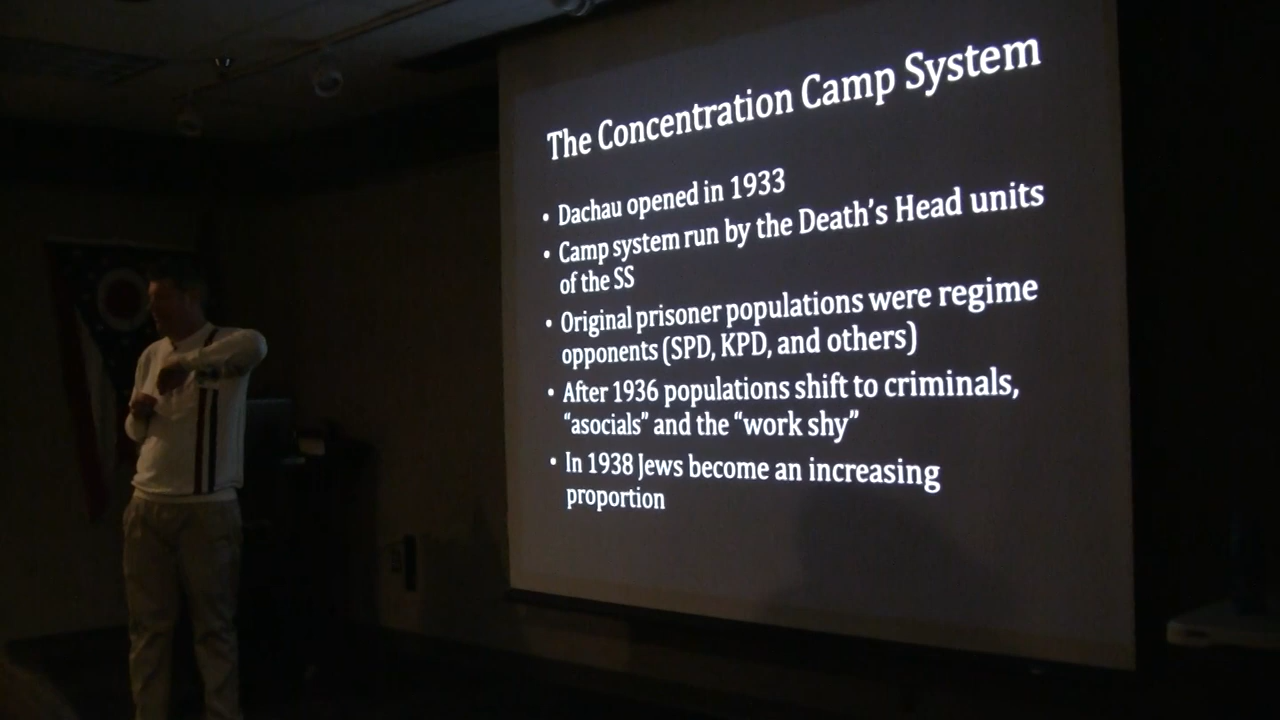 The Concentration Camp System
• Dachau opened in 1933
• Camp system run by the Death's Head units
of the SS
• Original prisoner populations were regime
opponents (SPD, KPD, and others)
• After 1936 populations shift to criminals,
“asocials” and the “work shy”
• In 1938 Jews become an increasing
proportion